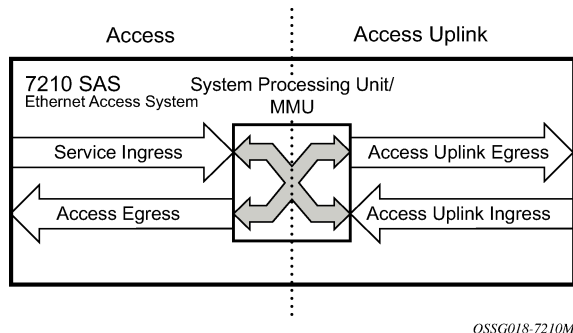 Access
Access Uplink
7210 SAS
Ethernet Access System
System Processing Unit/
MMU
Service Ingress
Access Uplink Egress
Access Egress
Access Uplink Ingress
OSSG018-7210M